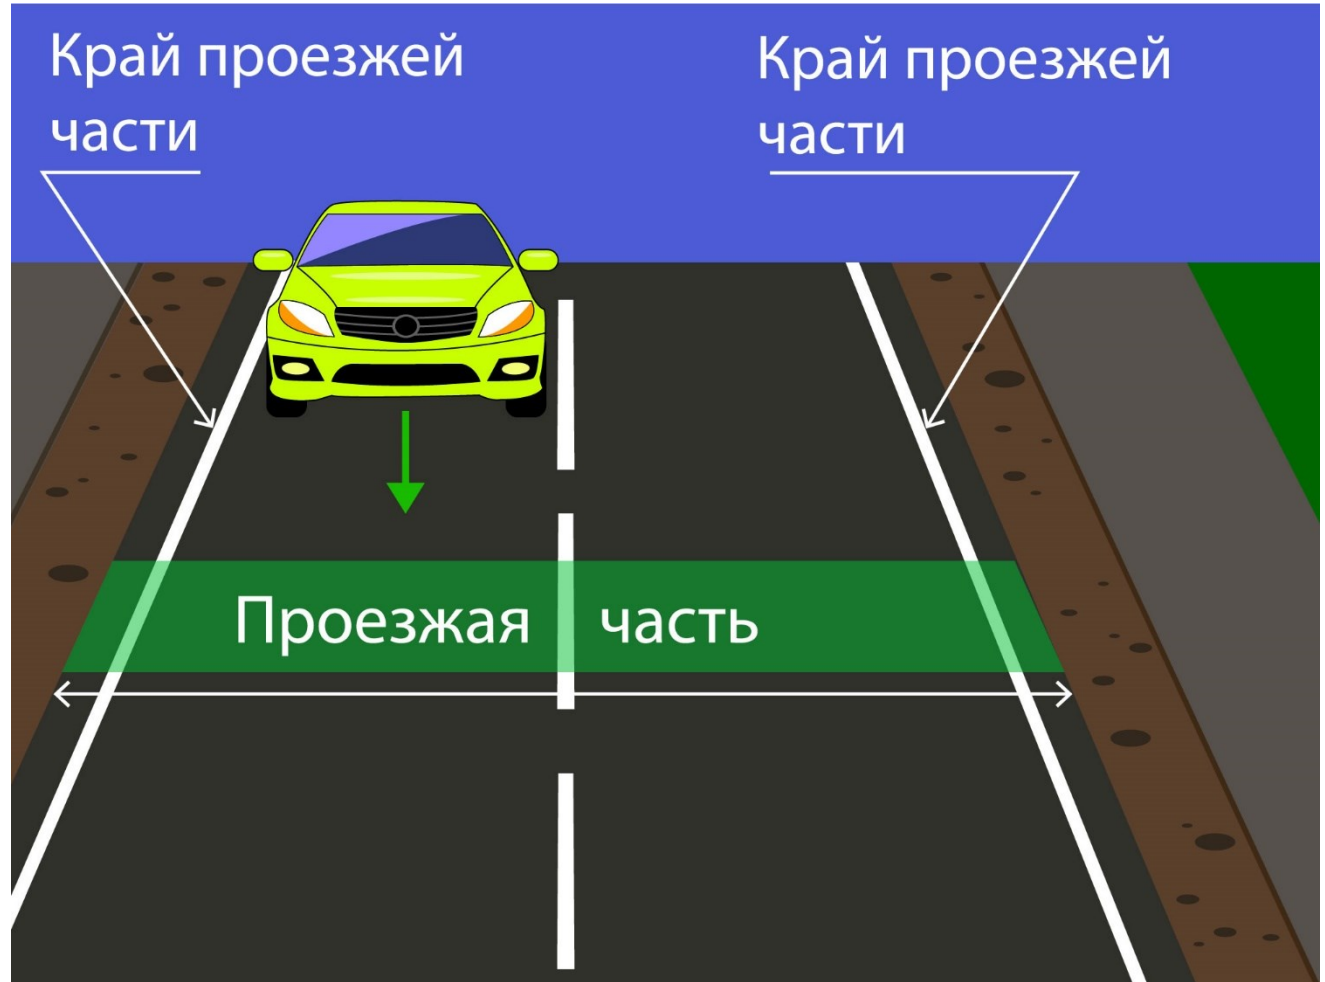 Край проезжей
части
Край проезжей
части
Проезжая часть